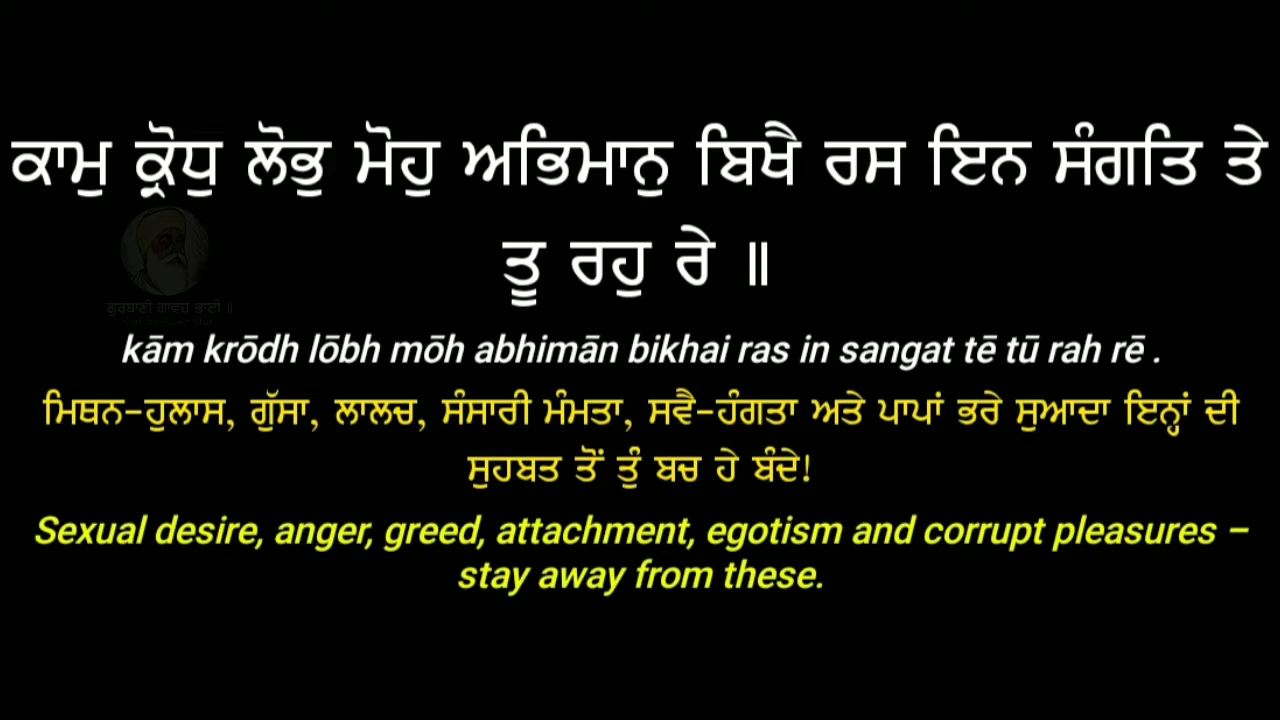 ਕਾਮੁ ਕ੍ਰੋਧੁ ਲੋਭੁ ਮੋਹੁ ਅਭਿਮਾਨੁ ਬਿਖੈ ਰਸ ਇਨ ਸੰਗਤਿ ਤੇ
ਤੂ ਰਹੁ ਰੇ ॥
ਗੁਰਬਾਣੀ ਗਾਵਹ ਭਾਈ ॥
kām krōdh lōbh mōh abhimān bikhai ras in sangat tē tū rah rē .
ਮਿਥਨ-ਹੁਲਾਸ, ਗੁੱਸਾ, ਲਾਲਚ, ਸੰਸਾਰੀ ਮੰਮਤਾ, ਸਵੈ-ਹੰਗਤਾ ਅਤੇ ਪਾਪਾਂ ਭਰੇ ਸੁਆਦਾ ਇਨ੍ਹਾਂ ਦੀ
ਸੁਹਬਤ ਤੋਂ ਤੁੰ ਬਚ ਹੇ ਬੰਦੇ!
Sexual desire, anger, greed, attachment, egotism and corrupt pleasures –
stay away from these.